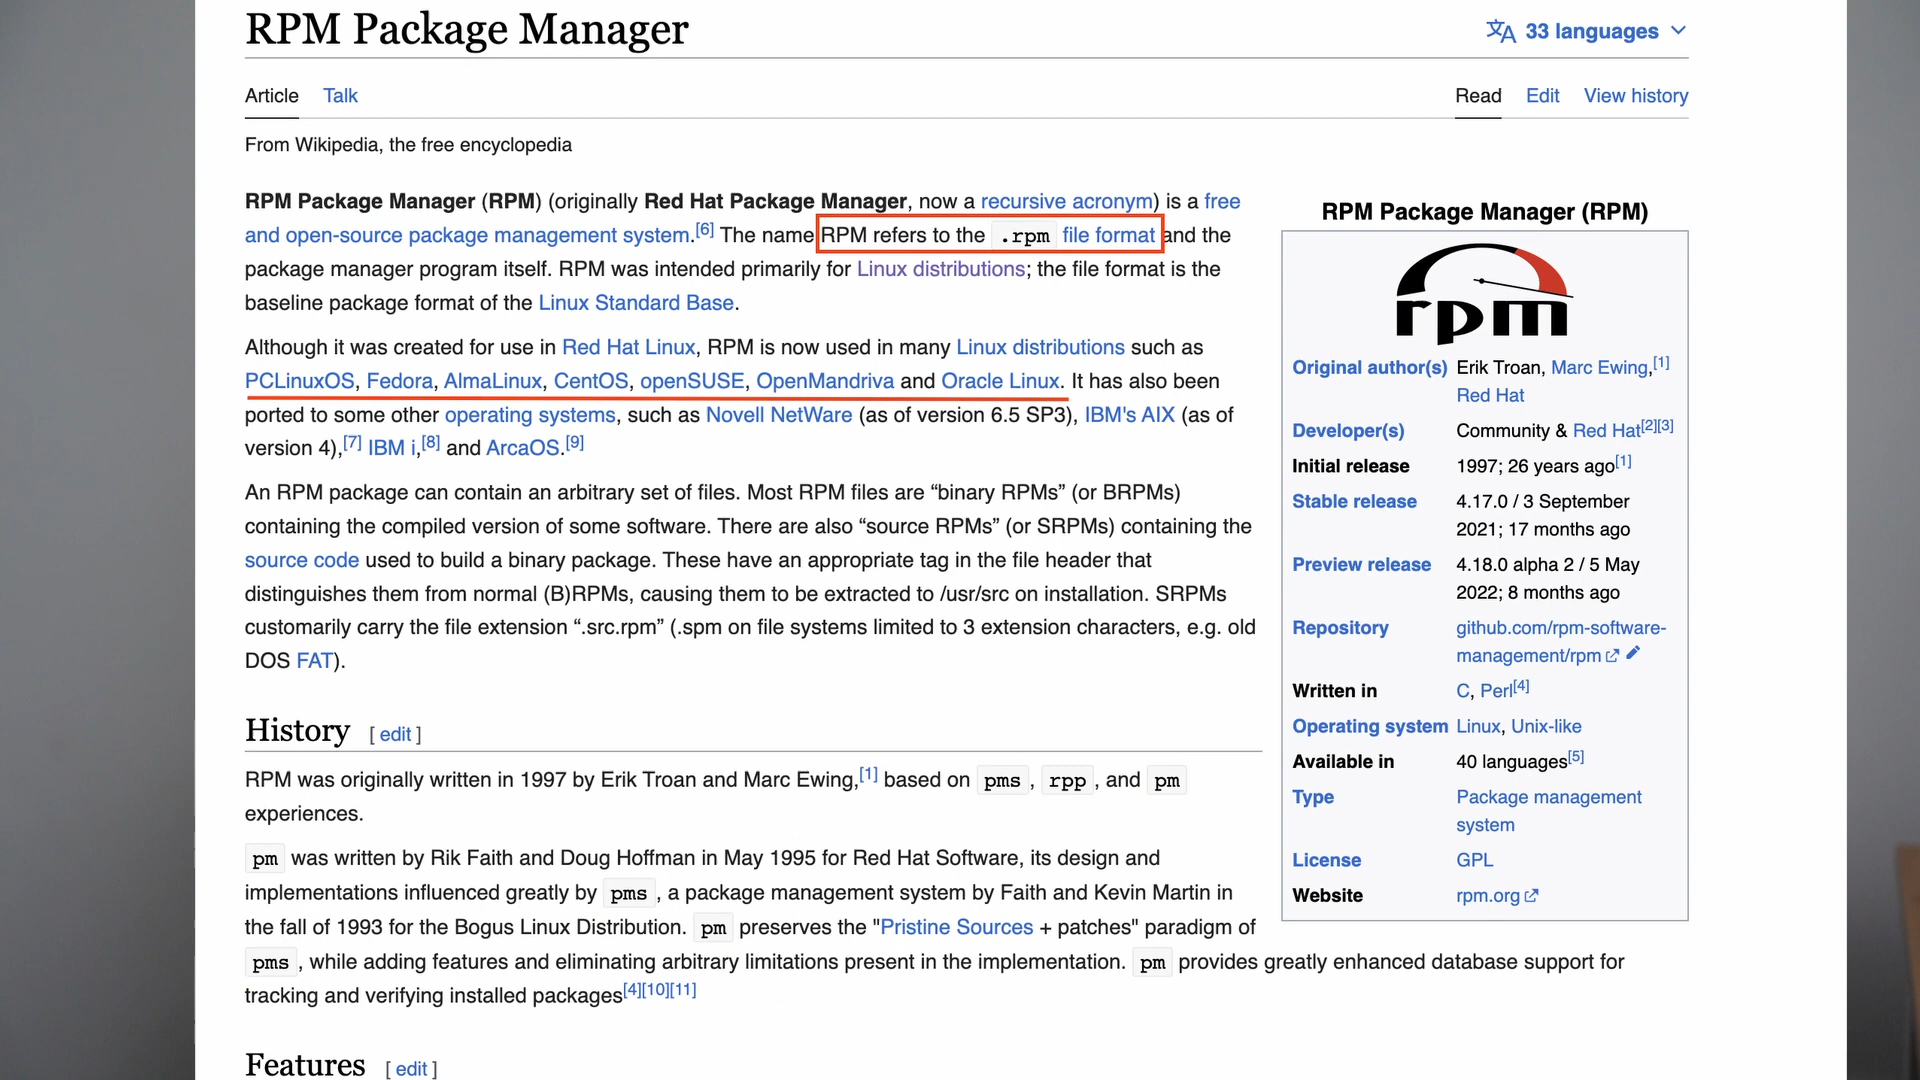 RPM Package Manager
33 languages
Article Talk
Read Edit View history
From Wikipedia, the free encyclopedia
RPM Package Manager (RPM) (originally Red Hat Package Manager, now a recursive acronym) is a free
and open-source package management system.[6] The name RPM refers to the .rpm file format and the
package manager program itself. RPM was intended primarily for Linux distributions; the file format is the
baseline package format of the Linux Standard Base.
Although it was created for use in Red Hat Linux, RPM is now used in many Linux distributions such as
PCLinuxOS, Fedora, AlmaLinux, CentOS, openSUSE, OpenMandriva and Oracle Linux. It has also been
ported to some other operating systems, such as Novell NetWare (as of version 6.5 SP3), IBM's AIX (as of
version 4),[7] IBM i,[8] and ArcaOS.[9]
An RPM package can contain an arbitrary set of files. Most RPM files are “binary RPMs” (or BRPMs)
containing the compiled version of some software. There are also “source RPMs” (or SRPMs) containing the
source code used to build a binary package. These have an appropriate tag in the file header that
distinguishes them from normal (B)RPMs, causing them to be extracted to /usr/src on installation. SRPMs
customarily carry the file extension “.src.rpm” (.spm on file systems limited to 3 extension characters, e.g. old
DOS FAT).
History [ edit ]
RPM was originally written in 1997 by Erik Troan and Marc Ewing,[1] based on pms , rpp , and pm
experiences.
pm was written by Rik Faith and Doug Hoffman in May 1995 for Red Hat Software, its design and
implementations influenced greatly by pms , a package management system by Faith and Kevin Martin in
the fall of 1993 for the Bogus Linux Distribution. pm preserves the "Pristine Sources + patches" paradigm of
pms , while adding features and eliminating arbitrary limitations present in the implementation. pm provides greatly enhanced database support for
tracking and verifying installed packages[4][10][11]
Features [ edit ]
RPM Package Manager (RPM)
rpm
Original author(s) Erik Troan, Marc Ewing,[1]
Red Hat
Developer(s) Community & Red Hat[2][3]
Initial release 1997; 26 years ago[1]
Stable release 4.17.0 / 3 September
2021; 17 months ago
Preview release 4.18.0 alpha 2 / 5 May
2022; 8 months ago
Repository github.com/rpm-software-
management/rpm
Written in C, Perl[4]
Operating system Linux, Unix-like
Available in 40 languages[5]
Type Package management
system
License GPL
Website rpm.org